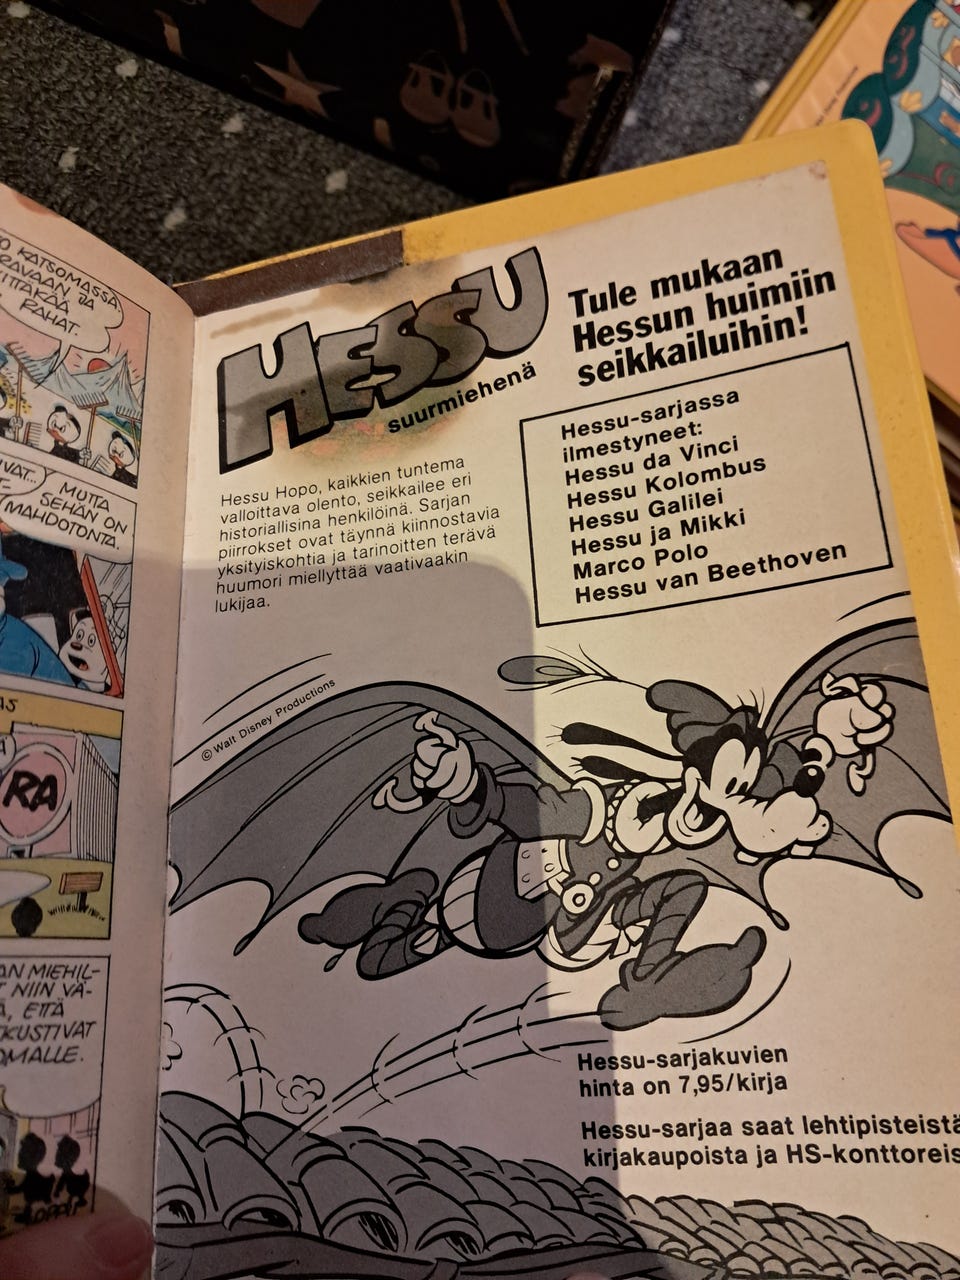 KATSOMASSA,
RAVAAN JA
RAHAT.
MUTTA
SEHÄN ON
MAHDOTONTA.
RA
AN MIEHIL-
T NIIN VÄ-
Ä, ETTÄ
KUSTIVAT
OMALLE.
LOPPU
HESSU
suurmiehenä
Tule mukaan
Hessun huimiin
seikkailuihin!
Hessu Hopo, kaikkien tuntema
valloittava olento, seikkailee eri
historiallisina henkilöinä. Sarjan
piirrokset ovat täynnä kiinnostavia
yksityiskohtia ja tarinoitten terävä
huumori miellyttää vaativaakin
lukijaa.
Hessu-sarjassa
ilmestyneet:
Hessu da Vinci
Hessu Kolombus
Hessu Galilei
Hessu ja Mikki
Marco Polo
Hessu van Beethoven
© Walt Disney Productions
Hessu-sarjakuvien
hinta on 7,95/kirja
Hessu-sarjaa saat lehtipisteistä
kirjakaupoista ja HS-konttoreis